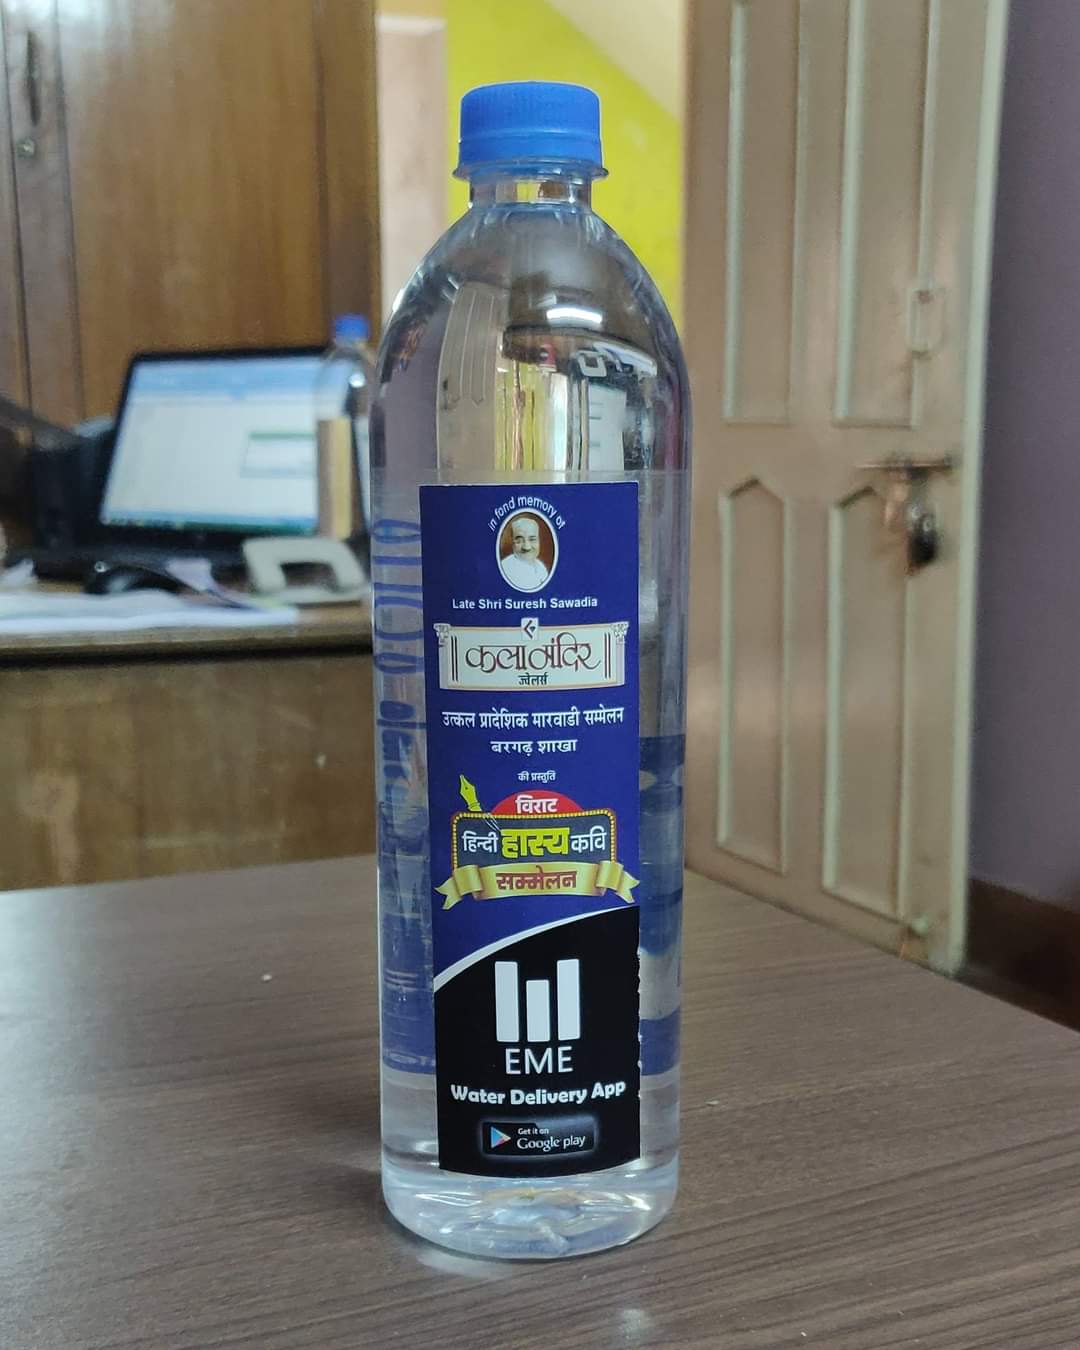 in fond memory of
Late Shri Suresh Sawadia
कला मंदिर
ज्वेलर्स
उत्कल प्रादेशिक मारवाडी सम्मेलन
बरगढ़ शाखा
की प्रस्तुति
विराट
हिन्दी हास्य कवि
सम्मेलन
EME
Water Delivery App
Get it on
Google play